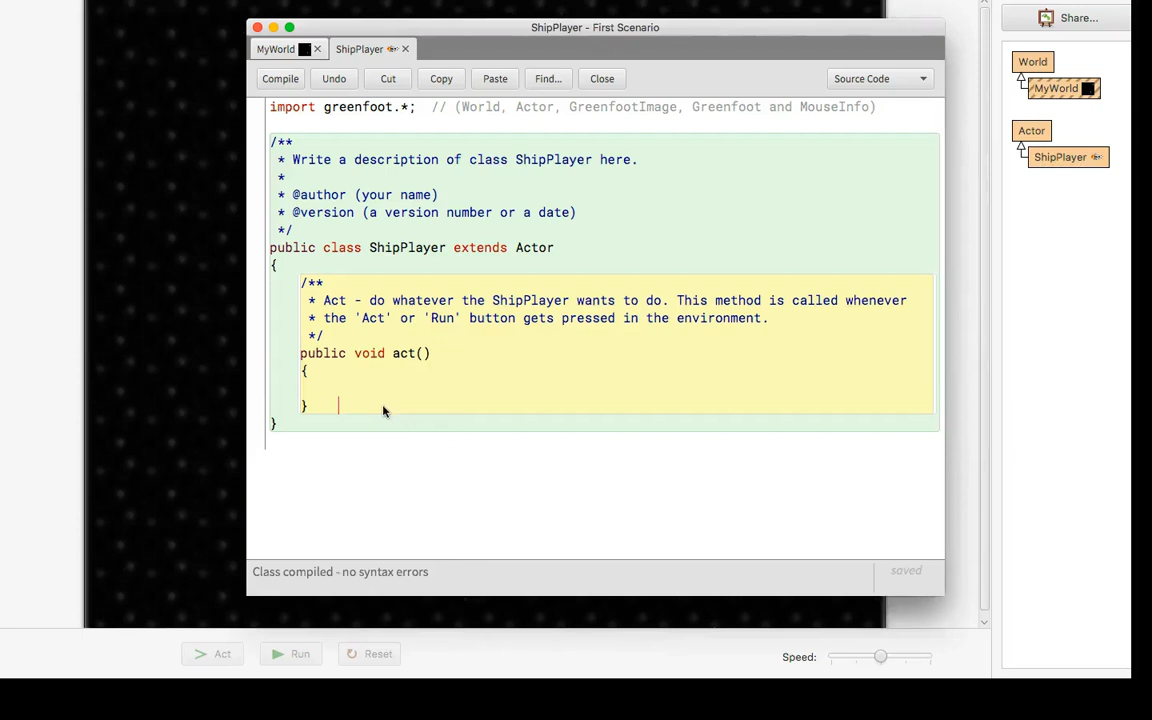 ShipPlayer - First Scenario
Share...
MyWorld
ShipPlayer
Compile
Undo
Cut
Copy
Paste
Find...
Close
Source Code
World
MyWorld
Actor
ShipPlayer
import greenfoot.*;  // (World, Actor, GreenfootImage, Greenfoot and MouseInfo)
/**
 * Write a description of class ShipPlayer here.
 *
 * @author (your name)
 * @version (a version number or a date)
 */
public class ShipPlayer extends Actor
{
    /**
     * Act - do whatever the ShipPlayer wants to do. This method is called whenever
     * the 'Act' or 'Run' button gets pressed in the environment.
     */
    public void act()
    {
    }
}
Class compiled - no syntax errors
saved
Act
Run
Reset
Speed: